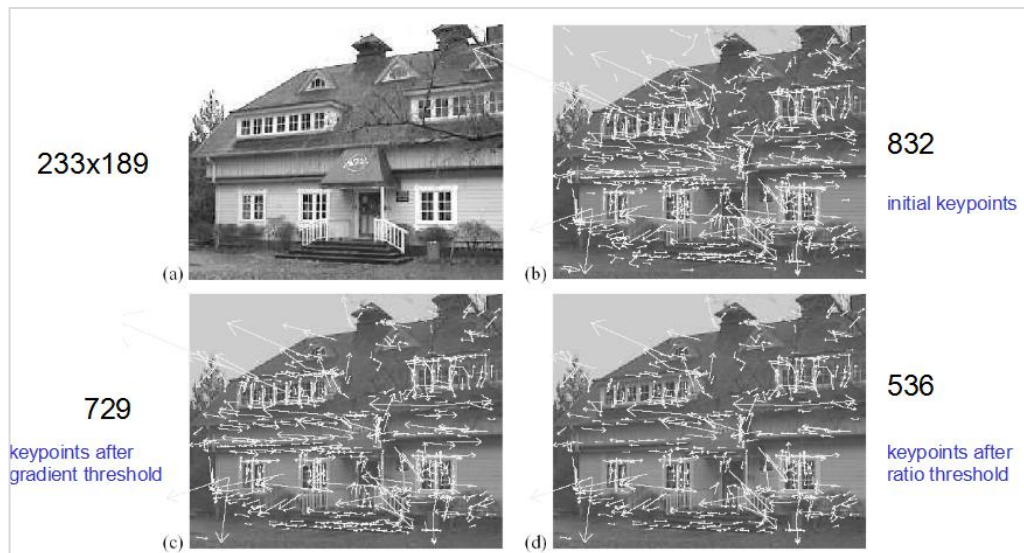 233x189
(a)
832
initial keypoints
(b)
729
keypoints after
gradient threshold
(c)
536
keypoints after
ratio threshold
(d)